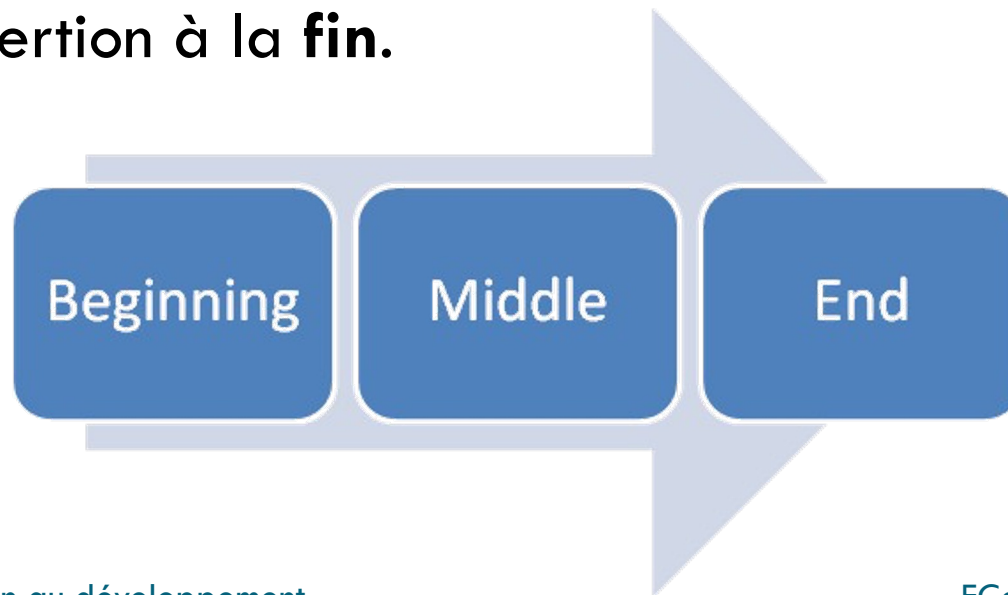 ertion à la fin.
Beginning Middle End
n au développement